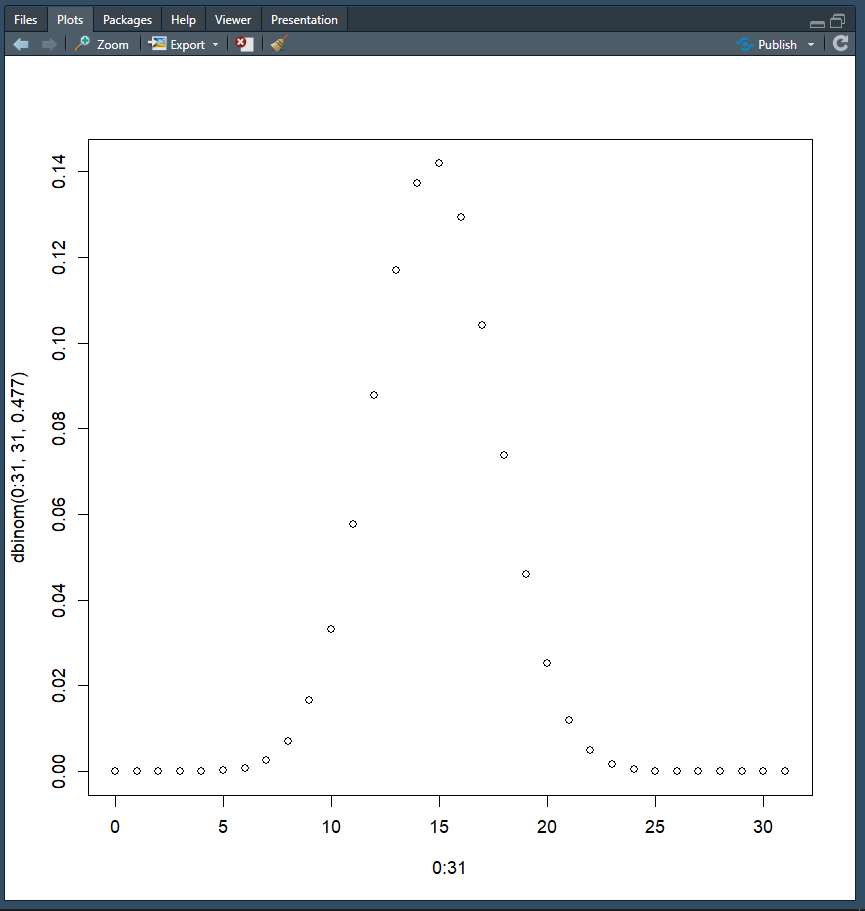 Files Plots Packages Help Viewer Presentation
Zoom Export Publish
0.14
0.12
0.10
0.08
0.06
0.04
0.02
0.00
dbinom(0:31, 31, 0.477)
0 5 10 15 20 25 30
0:31